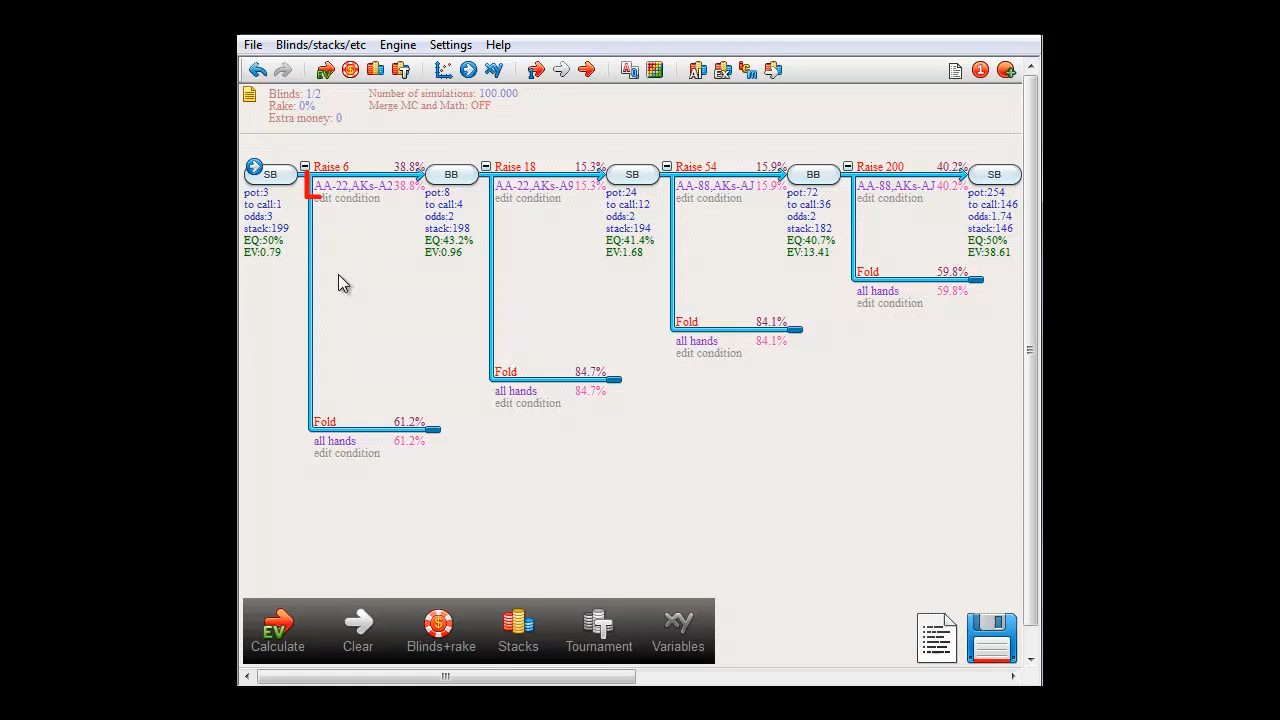 File Blinds/stacks/etc Engine Settings Help
Blinds: 1/2
Rake: 0%
Extra money: 0
Number of simulations: 100.000
Merge MC and Math: OFF
SB
pot:3
to call:1
odds:3
stack:199
EQ:50%
EV:0.79
Raise 6 38.8%
AA-22,AKs-A2 38.8%
edit condition
Fold 61.2%
all hands 61.2%
edit condition
BB
pot:8
to call:4
odds:2
stack:198
EQ:43.2%
EV:0.96
Raise 18 15.3%
AA-22,AKs-A9 15.3%
edit condition
Fold 84.7%
all hands 84.7%
edit condition
SB
pot:24
to call:12
odds:2
stack:194
EQ:41.4%
EV:1.68
Raise 54 15.9%
AA-88,AKs-AJ 15.9%
edit condition
Fold 84.1%
all hands 84.1%
edit condition
BB
pot:72
to call:36
odds:2
stack:182
EQ:40.7%
EV:13.41
Raise 200 40.2%
AA-88,AKs-AJ 40.2%
edit condition
Fold 59.8%
all hands 59.8%
edit condition
SB
pot:254
to call:146
odds:1.74
stack:146
EQ:50%
EV:38.61
EV
Calculate Clear Blinds+rake Stacks Tournament Variables